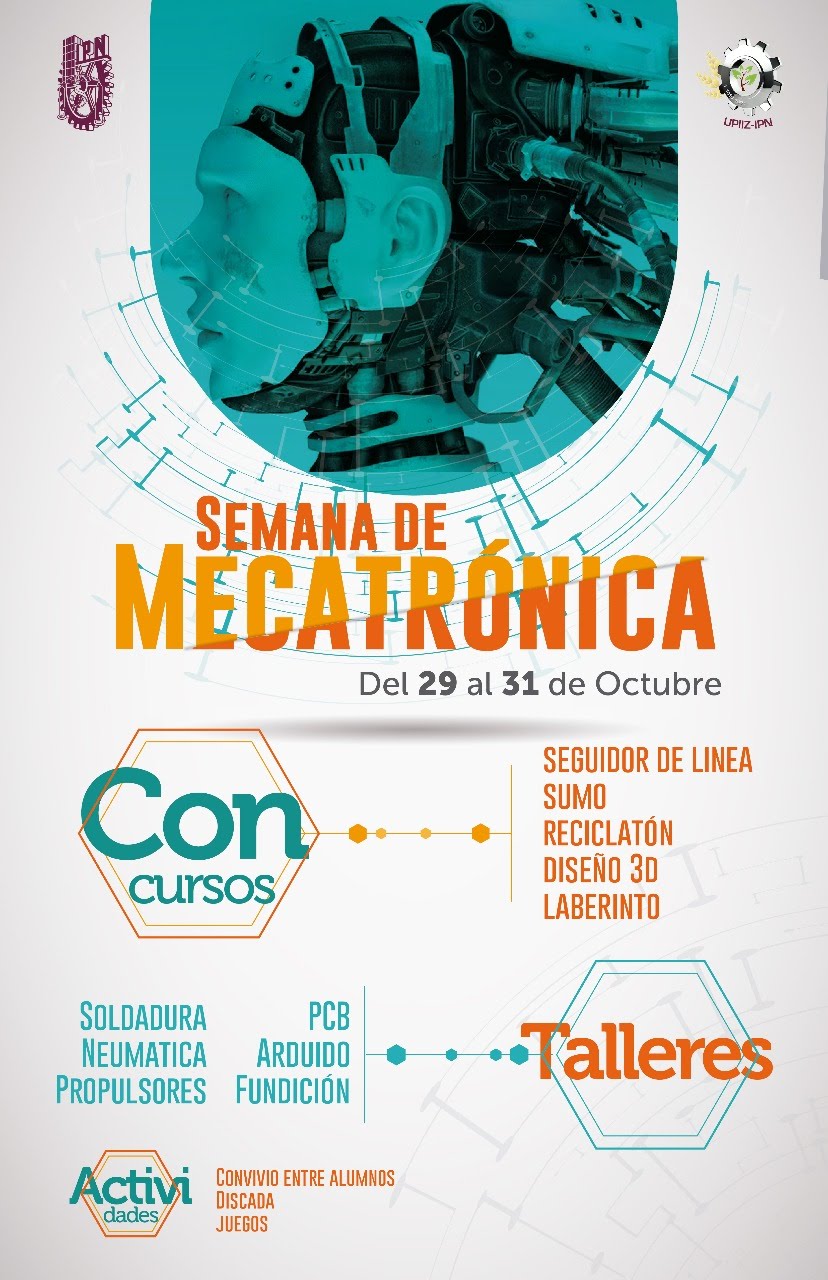 IPN
UPIIZ-IPN
SEMANA DE
MECATRÓNICA
Del 29 al 31 de Octubre
Con
cursos
SEGUIDOR DE LINEA
SUMO
RECICLATÓN
DISEÑO 3D
LABERINTO
Talleres
SOLDADURA
NEUMATICA
PROPULSORES
PCB
ARDUIDO
FUNDICIÓN
Activi
dades
CONVIVIO ENTRE ALUMNOS
DISCADA
JUEGOS